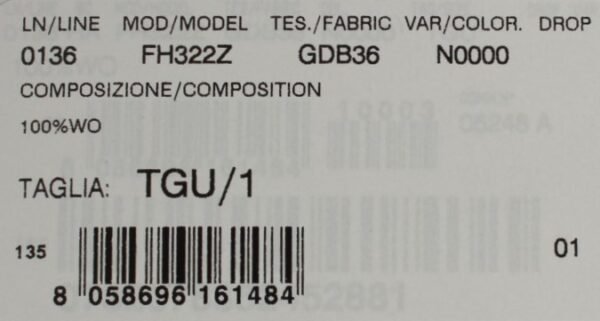 LN/LINE MOD/MODEL TES./FABRIC VAR/COLOR. DROP
0136 FH322Z GDB36 N0000
COMPOSIZIONE/COMPOSITION
100%WO
TAGLIA: TGU/1
135 01
8 058696 161484